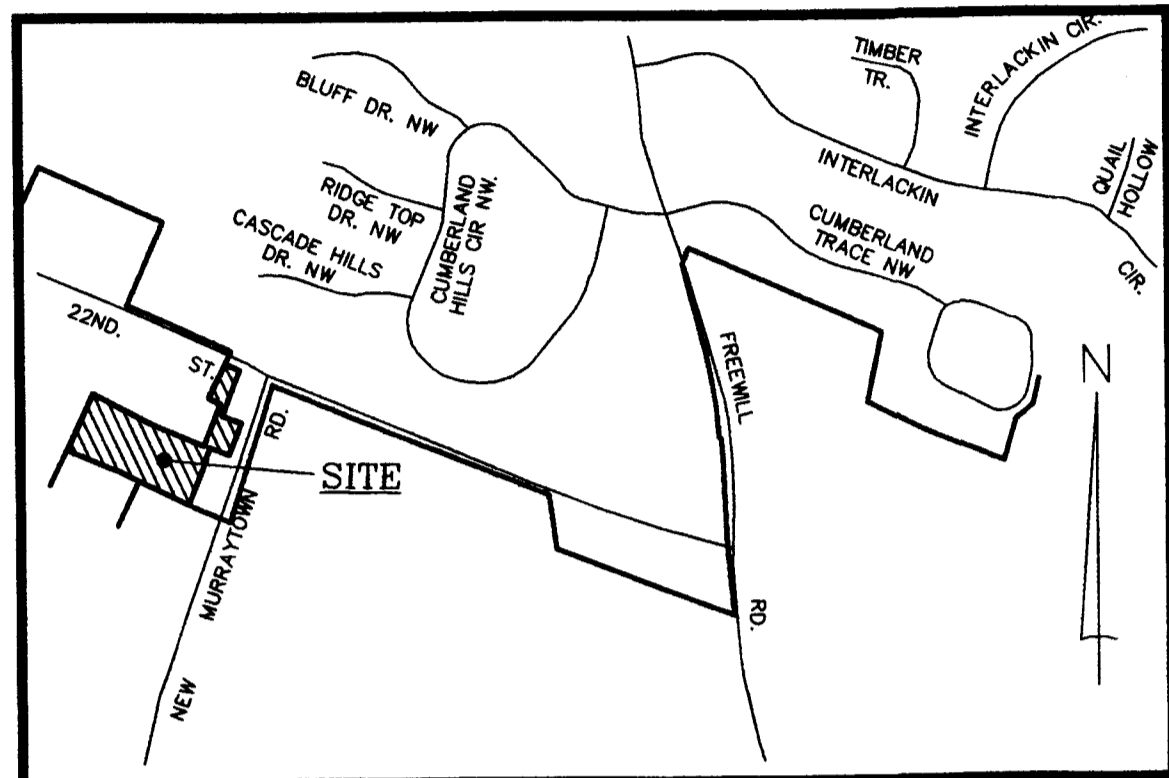 TIMBER
TR.
INTERLACKIN CIR.
BLUFF DR. NW
QUAIL
HOLLOW
INTERLACKIN
CIR.
RIDGE TOP
DR. NW
CUMBERLAND
HILLS CIR NW.
CUMBERLAND
TRACE NW
CASCADE HILLS
DR. NW
22ND.
ST.
FREEWILL
RD.
N
RD.
SITE
MURRAYTOWN
NEW